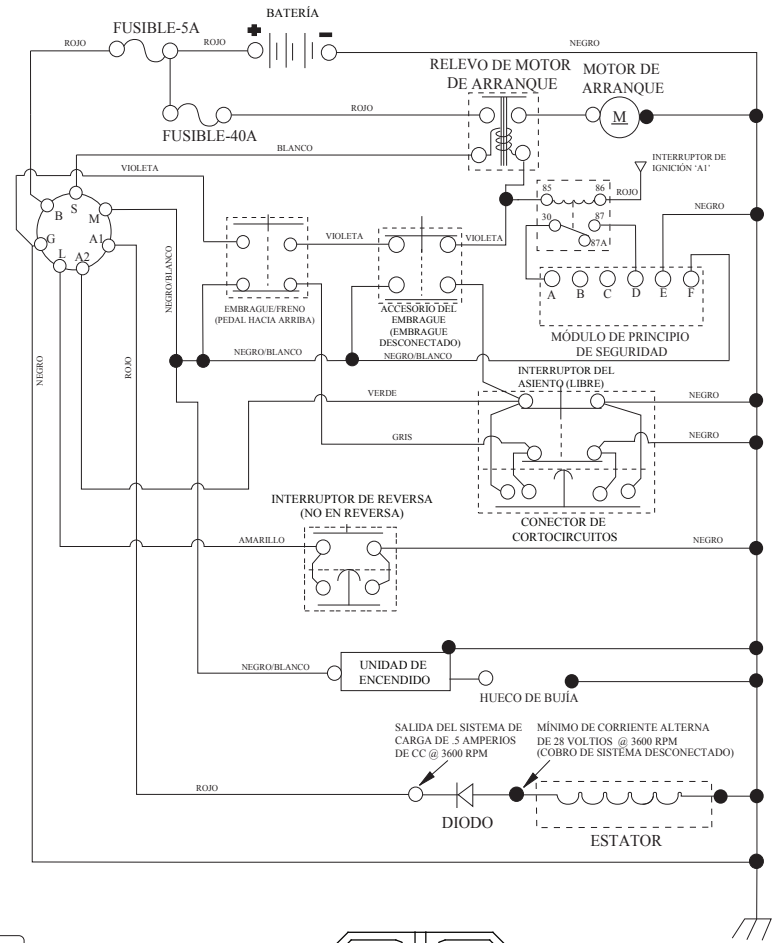 BATERÍA
FUSIBLE-5A
ROJO
ROJO
NEGRO
RELEVO DE MOTOR
DE ARRANQUE
MOTOR DE
ARRANQUE
M
ROJO
FUSIBLE-40A
BLANCO
VIOLETA
INTERRUPTOR DE
IGNICIÓN ‘A1’
85
86
ROJO
NEGRO
30
87
87A
S
B
M
G
A1
L
A2
VIOLETA
VIOLETA
A
B
C
D
E
F
NEGRO/BLANCO
EMBRAGUE/FRENO
(PEDAL HACIA ARRIBA)
ACCESORIO DEL
EMBRAGUE
(EMBRAGUE
DESCONECTADO)
MÓDULO DE PRINCIPIO
DE SEGURIDAD
NEGRO/BLANCO
NEGRO/BLANCO
NEGRO
ROJO
INTERRUPTOR DEL
ASIENTO (LIBRE)
VERDE
NEGRO
GRIS
NEGRO
INTERRUPTOR DE REVERSA
(NO EN REVERSA)
CONECTOR DE
CORTOCIRCUITOS
AMARILLO
NEGRO
NEGRO/BLANCO
UNIDAD DE
ENCENDIDO
HUECO DE BUJÍA
SALIDA DEL SISTEMA DE
CARGA DE .5 AMPERIOS
DE CC @ 3600 RPM
MÍNIMO DE CORRIENTE ALTERNA
DE 28 VOLTIOS @ 3600 RPM
(COBRO DE SISTEMA DESCONECTADO)
ROJO
DIODO
ESTATOR